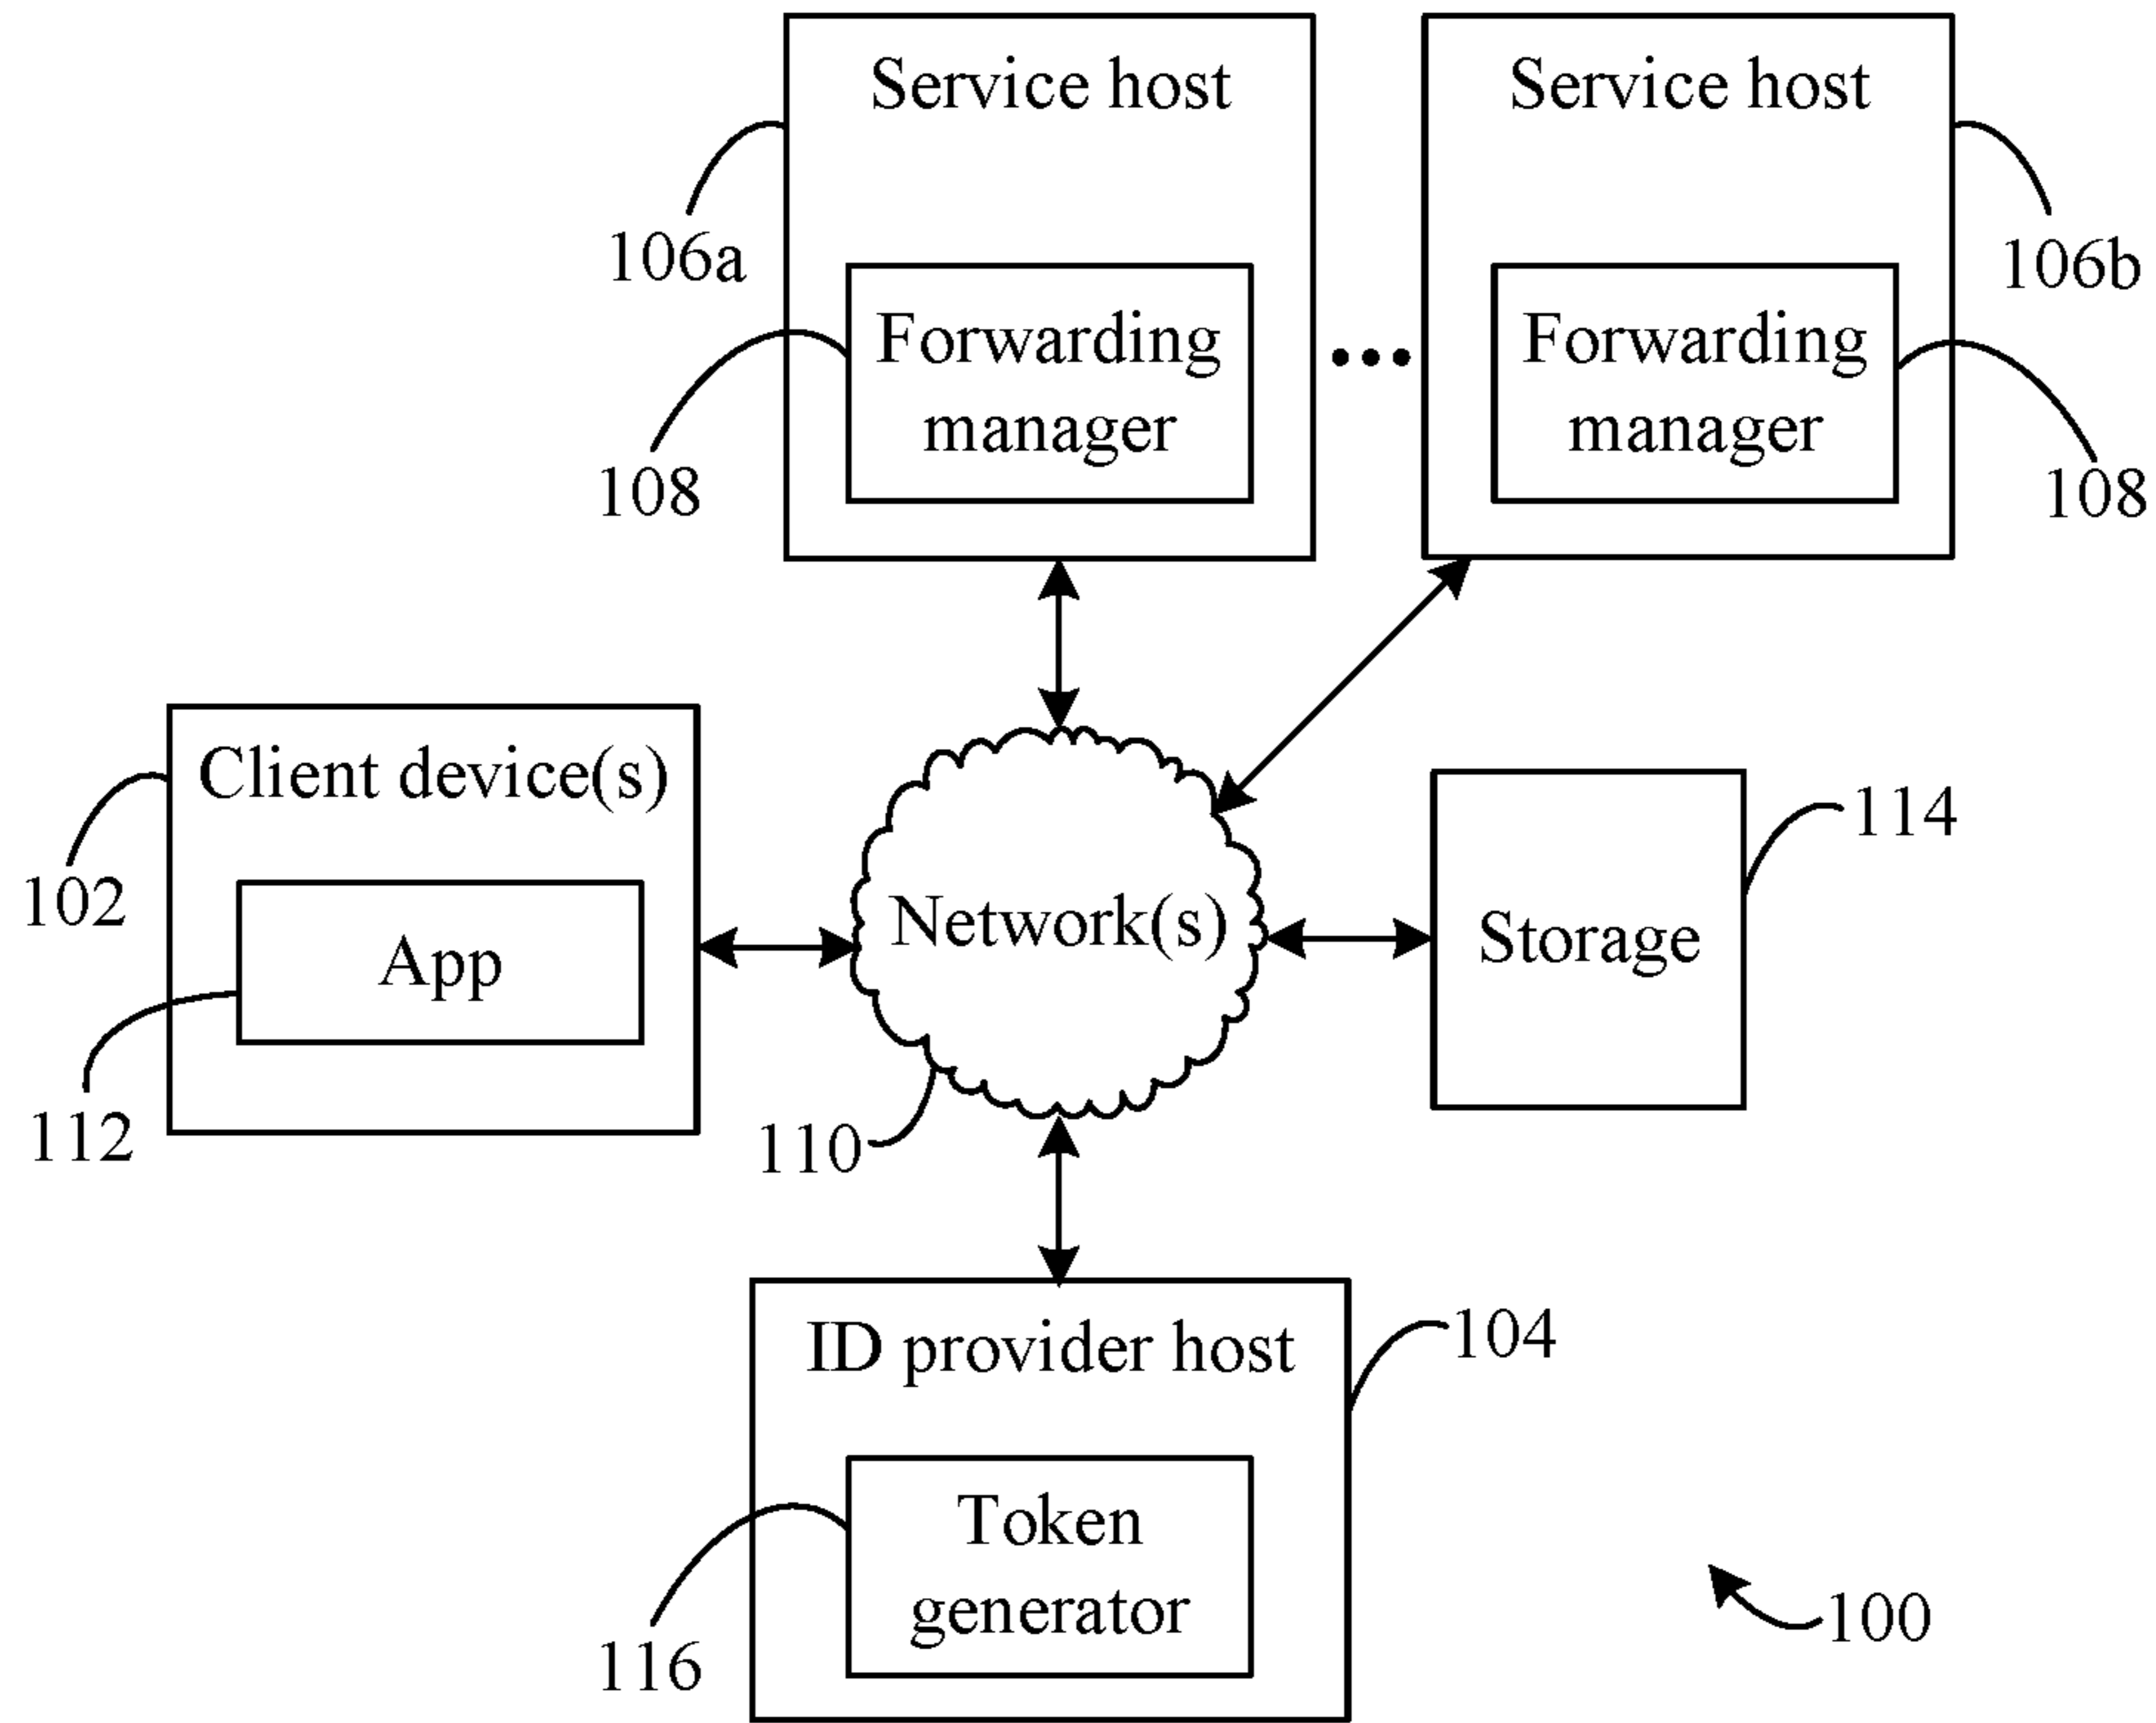 Service host
Service host
106a
106b
Forwarding
manager
Forwarding
manager
108
108
Client device(s)
102
App
112
Network(s)
110
Storage
114
ID provider host
104
Token
generator
116
100